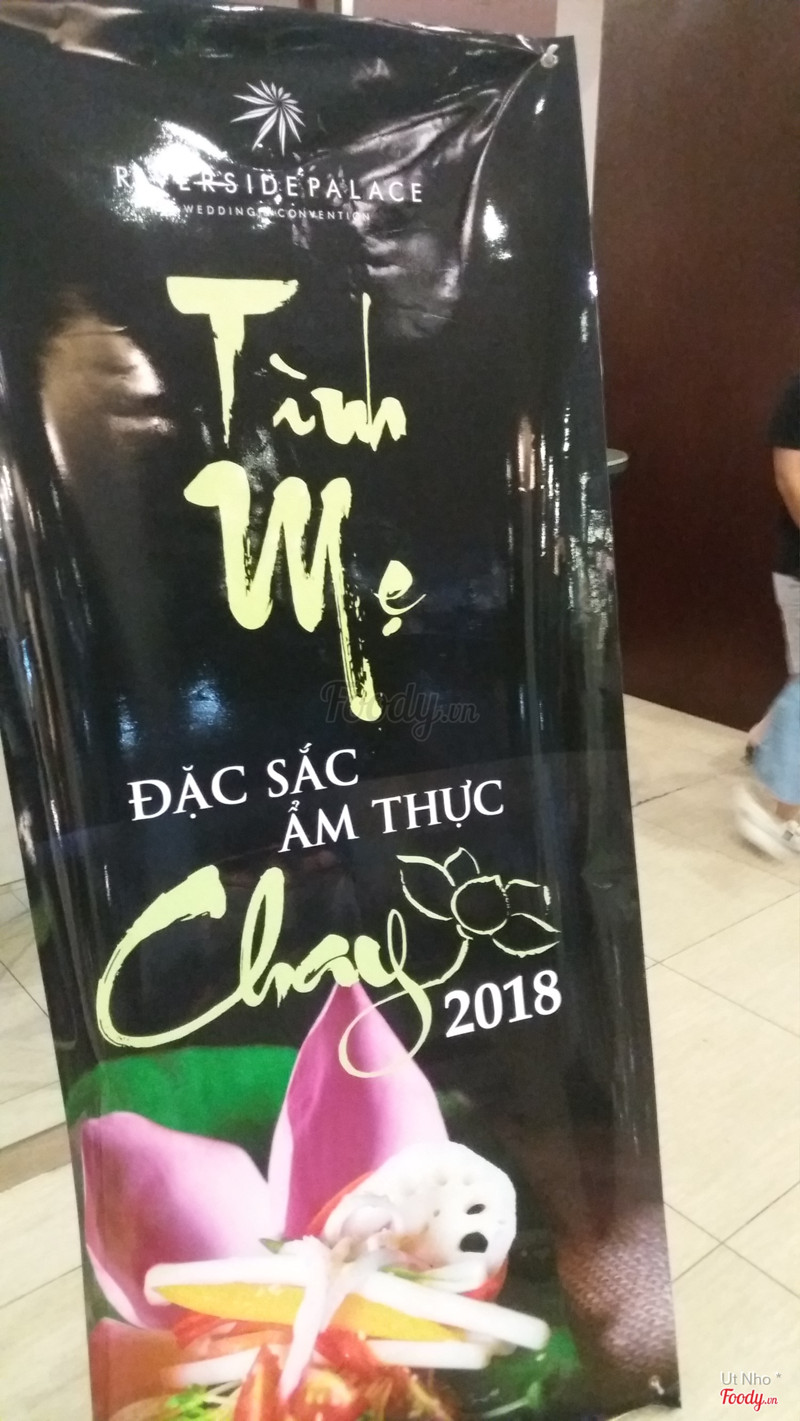 RIVERSIDE PALACE
WEDDING & CONVENTION
Tình
Mẹ
Foody.vn
ĐẶC SẮC
ẨM THỰC
Chay
2018
Ut Nho *
Foody.vn